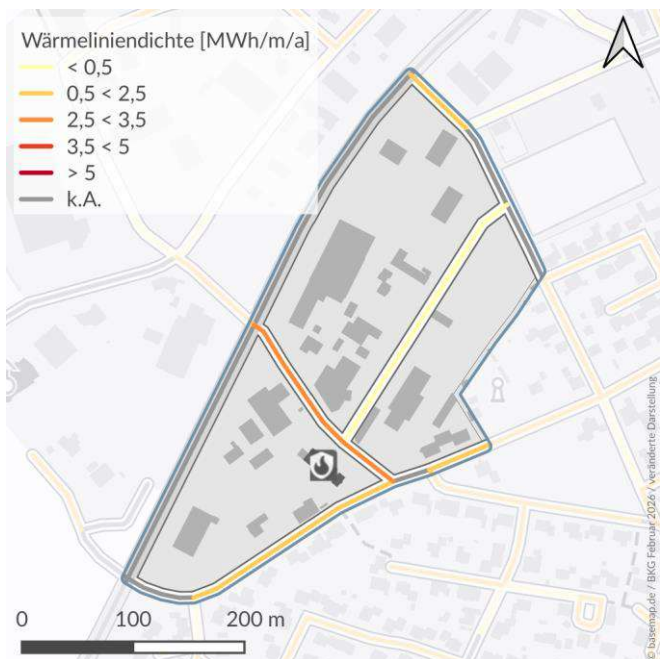 Wärmeliniendichte [MWh/m/a]
< 0,5
0,5 < 2,5
2,5 < 3,5
3,5 < 5
> 5
k.A.
0 100 200 m
© basemap.de / BKG Februar 2026 / veränderte Darstellung